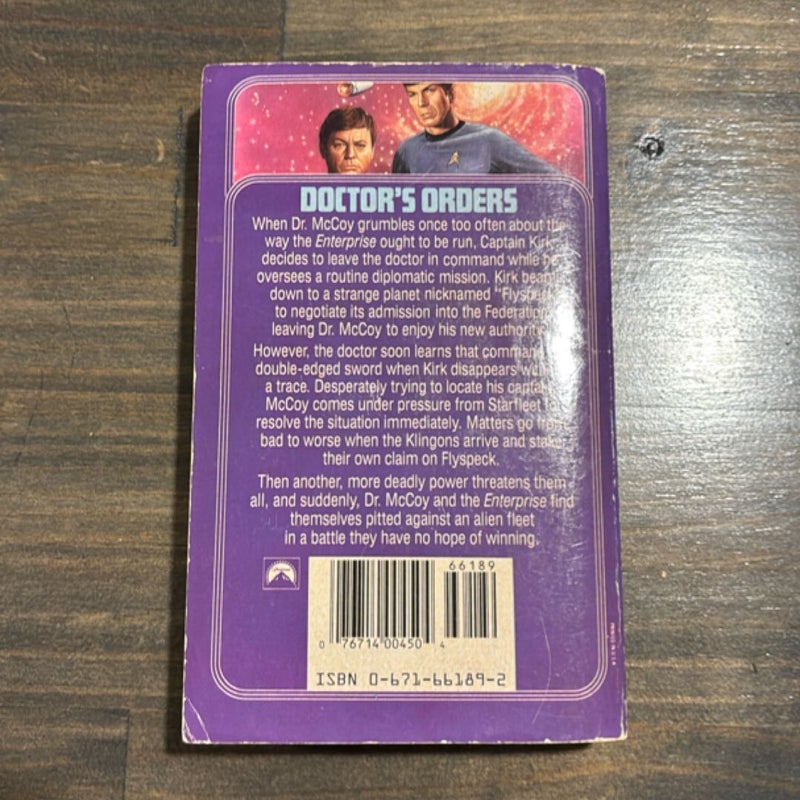 DOCTOR'S ORDERS
When Dr. McCoy grumbles once too often about the
way the Enterprise ought to be run, Captain Kirk
decides to leave the doctor in command while he
oversees a routine diplomatic mission. Kirk beams
down to a strange planet nicknamed "Flyspeck"
to negotiate its admission into the Federation
leaving Dr. McCoy to enjoy his new authority
However, the doctor soon learns that command
double-edged sword when Kirk disappears
a trace. Desperately trying to locate his captain
McCoy comes under pressure from Starfleet to
resolve the situation immediately. Matters go from
bad to worse when the Klingons arrive and stake
their own claim on Flyspeck.
Then another, more deadly power threatens them
all, and suddenly, Dr. McCoy and the Enterprise find
themselves pitted against an alien fleet
in a battle they have no hope of winning.
66189
0 76714 00450 4
ISBN 0-671-66189-2